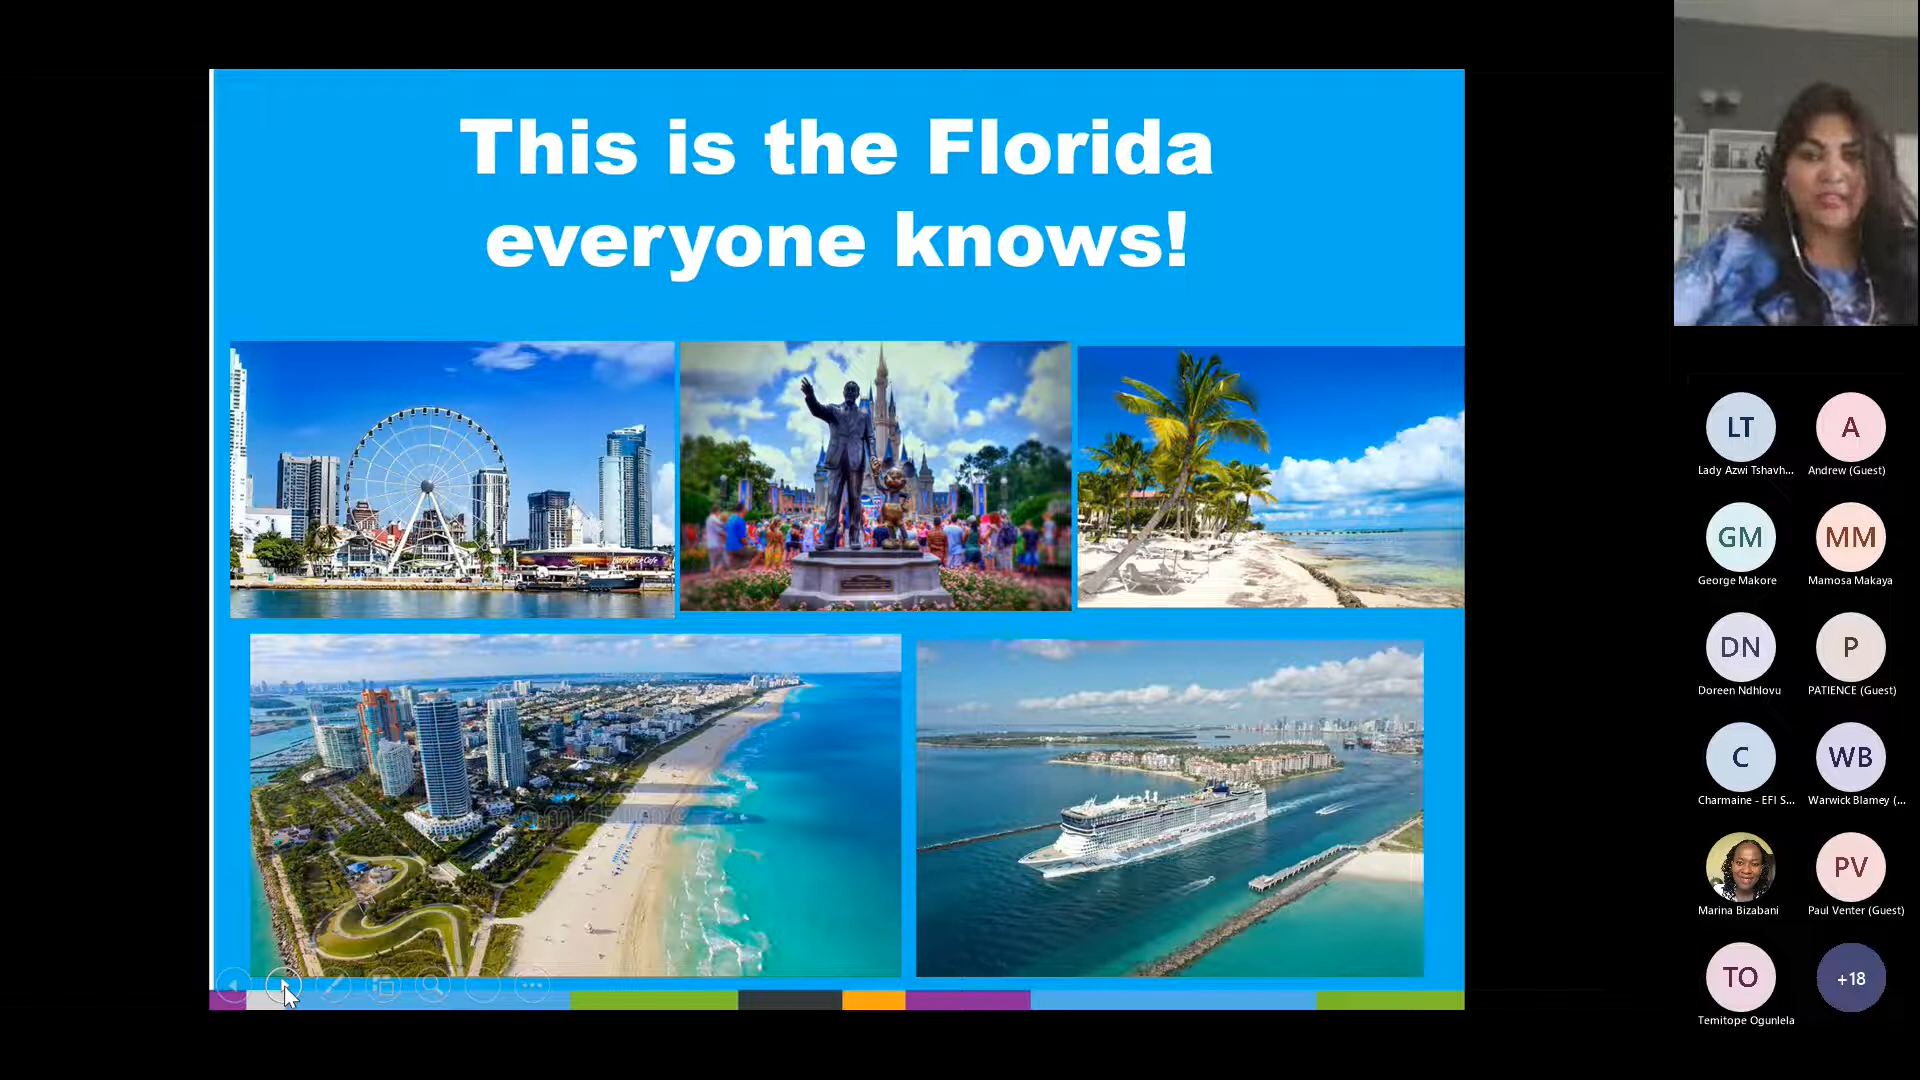 This is the Florida
everyone knows!
LT
Lady Azwi Tshavh...
A
Andrew (Guest)
GM
George Makore
MM
Mamosa Makaya
DN
Doreen Ndhlovu
P
PATIENCE (Guest)
C
Charmaine - EFI S...
WB
Warwick Blamey (...
Marina Bizabani
PV
Paul Venter (Guest)
TO
Temitope Ogunlela
+18